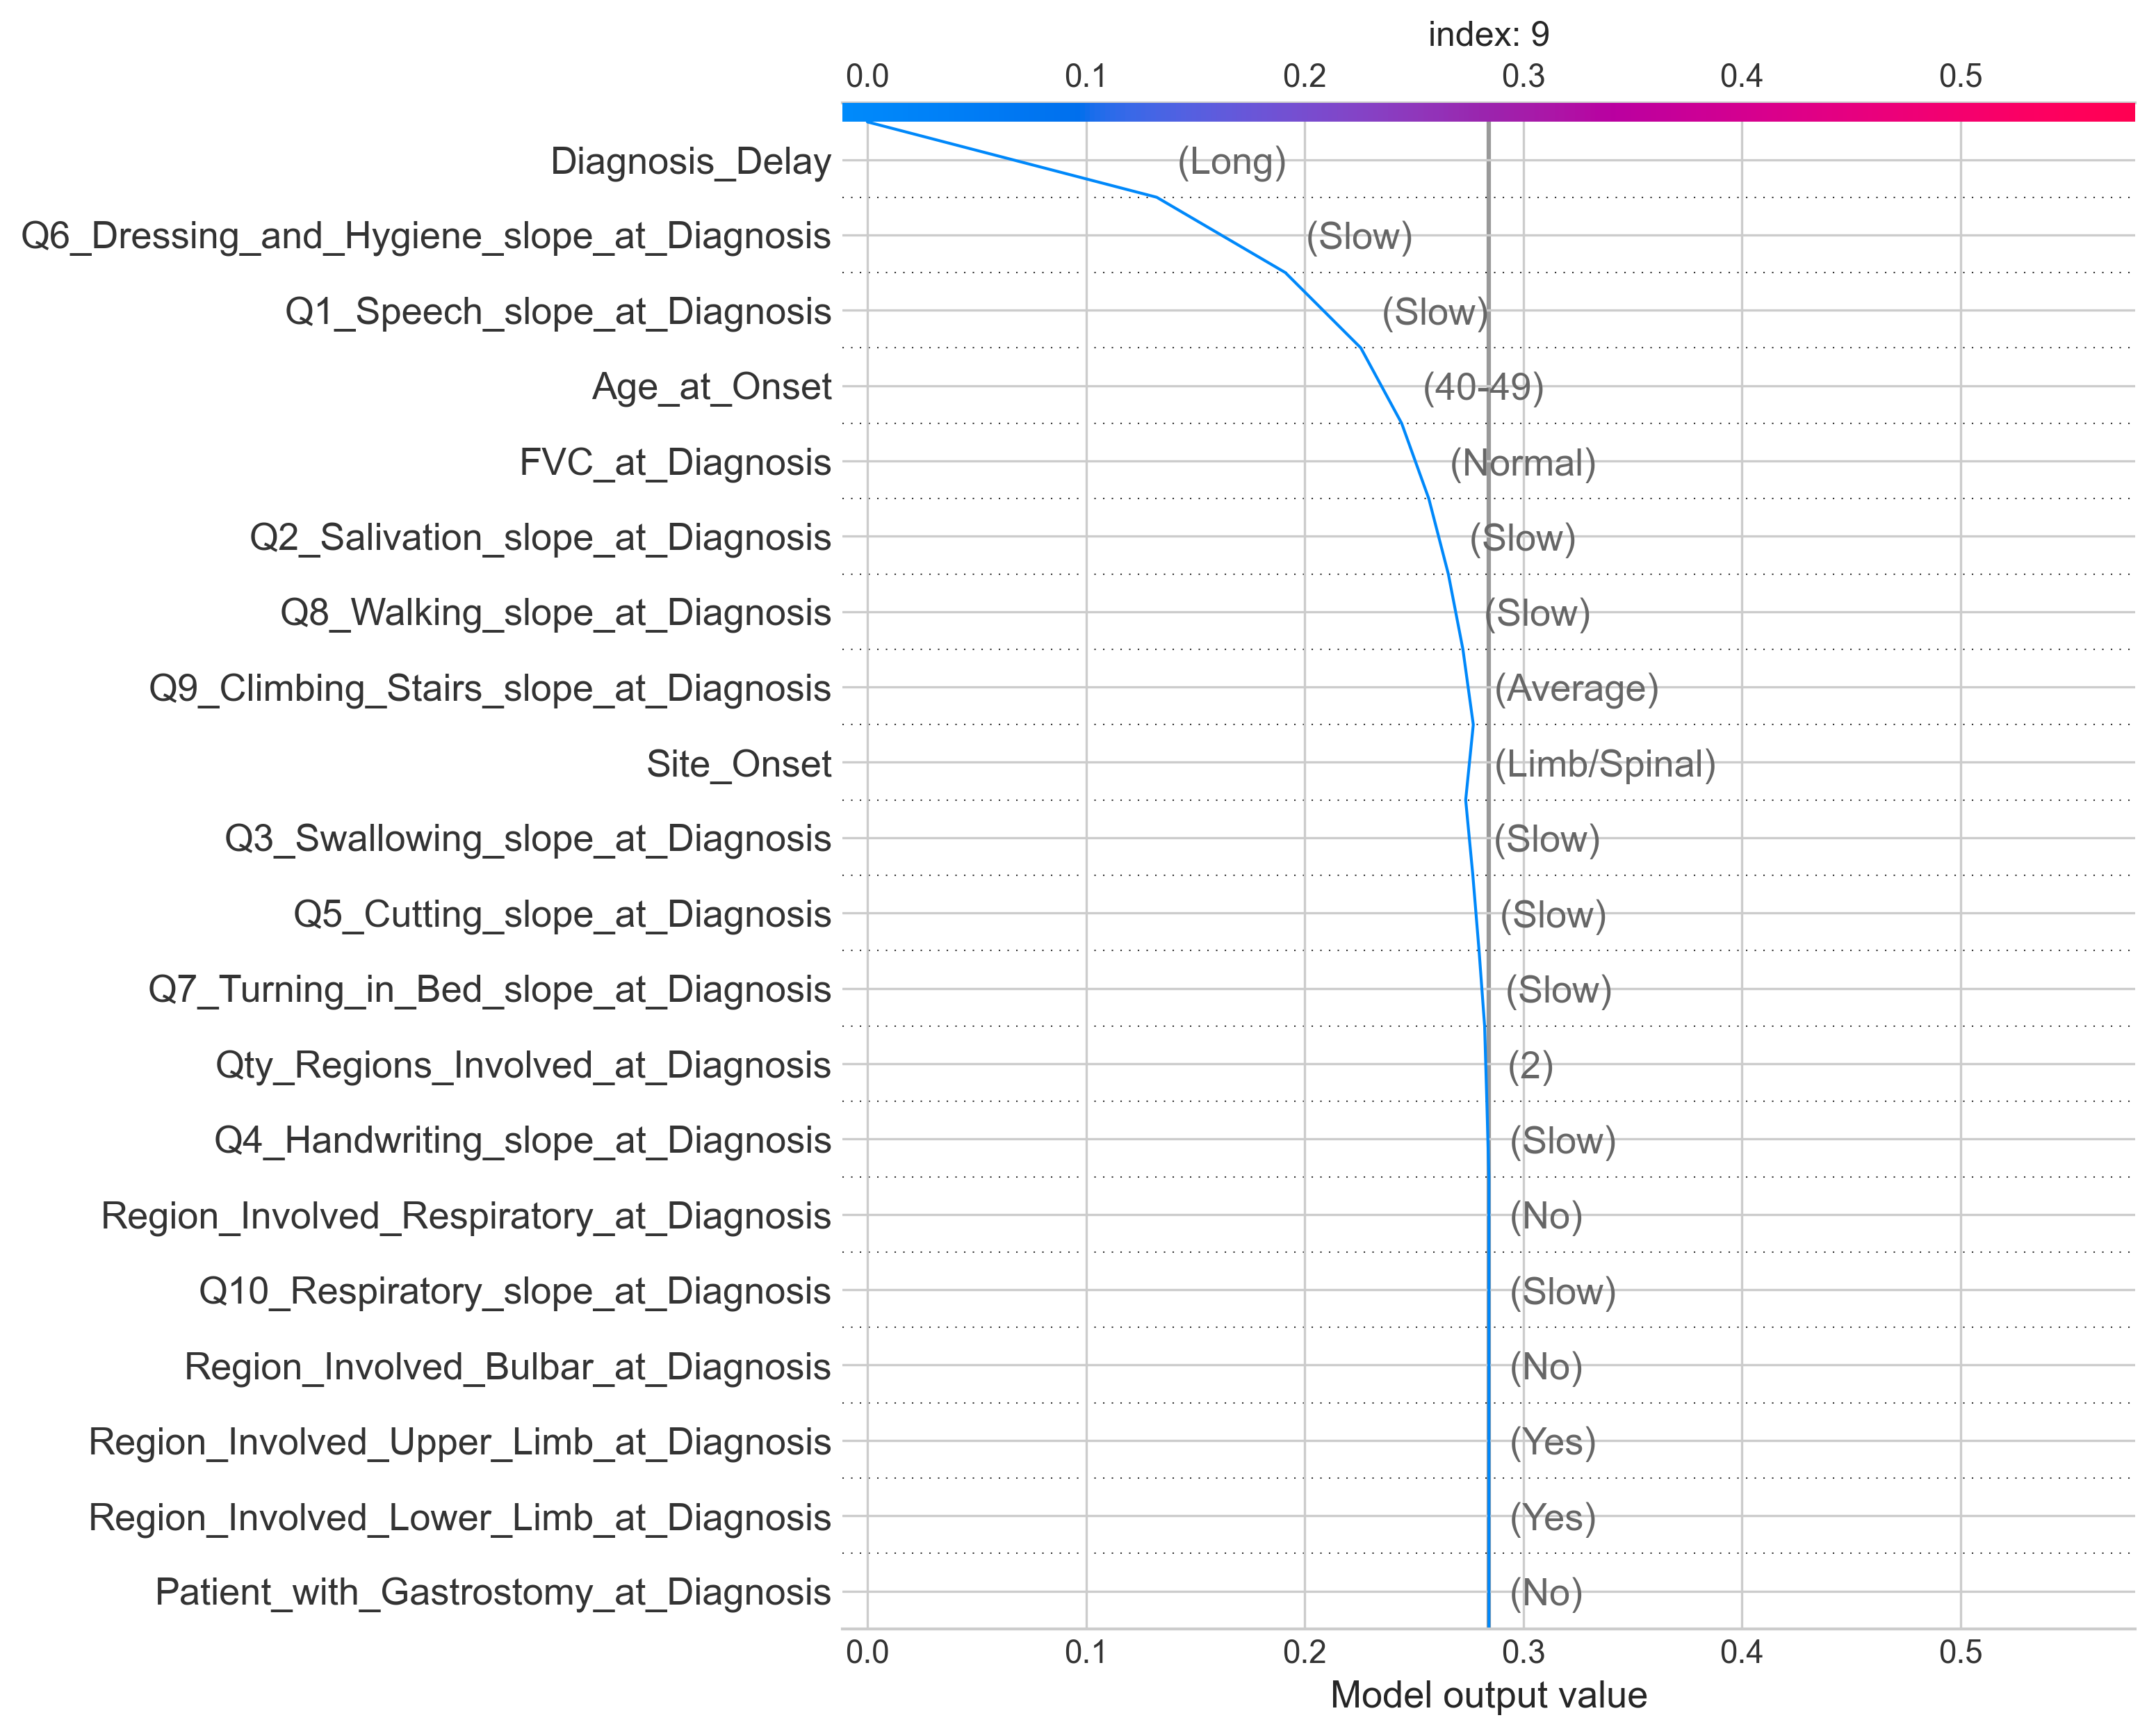 index: 9
0.0 0.1 0.2 0.3 0.4 0.5
Diagnosis_Delay (Long)
Q6_Dressing_and_Hygiene_slope_at_Diagnosis (Slow)
Q1_Speech_slope_at_Diagnosis (Slow)
Age_at_Onset (40-49)
FVC_at_Diagnosis (Normal)
Q2_Salivation_slope_at_Diagnosis (Slow)
Q8_Walking_slope_at_Diagnosis (Slow)
Q9_Climbing_Stairs_slope_at_Diagnosis (Average)
Site_Onset (Limb/Spinal)
Q3_Swallowing_slope_at_Diagnosis (Slow)
Q5_Cutting_slope_at_Diagnosis (Slow)
Q7_Turning_in_Bed_slope_at_Diagnosis (Slow)
Qty_Regions_Involved_at_Diagnosis (2)
Q4_Handwriting_slope_at_Diagnosis (Slow)
Region_Involved_Respiratory_at_Diagnosis (No)
Q10_Respiratory_slope_at_Diagnosis (Slow)
Region_Involved_Bulbar_at_Diagnosis (No)
Region_Involved_Upper_Limb_at_Diagnosis (Yes)
Region_Involved_Lower_Limb_at_Diagnosis (Yes)
Patient_with_Gastrostomy_at_Diagnosis (No)
0.0 0.1 0.2 0.3 0.4 0.5
Model output value